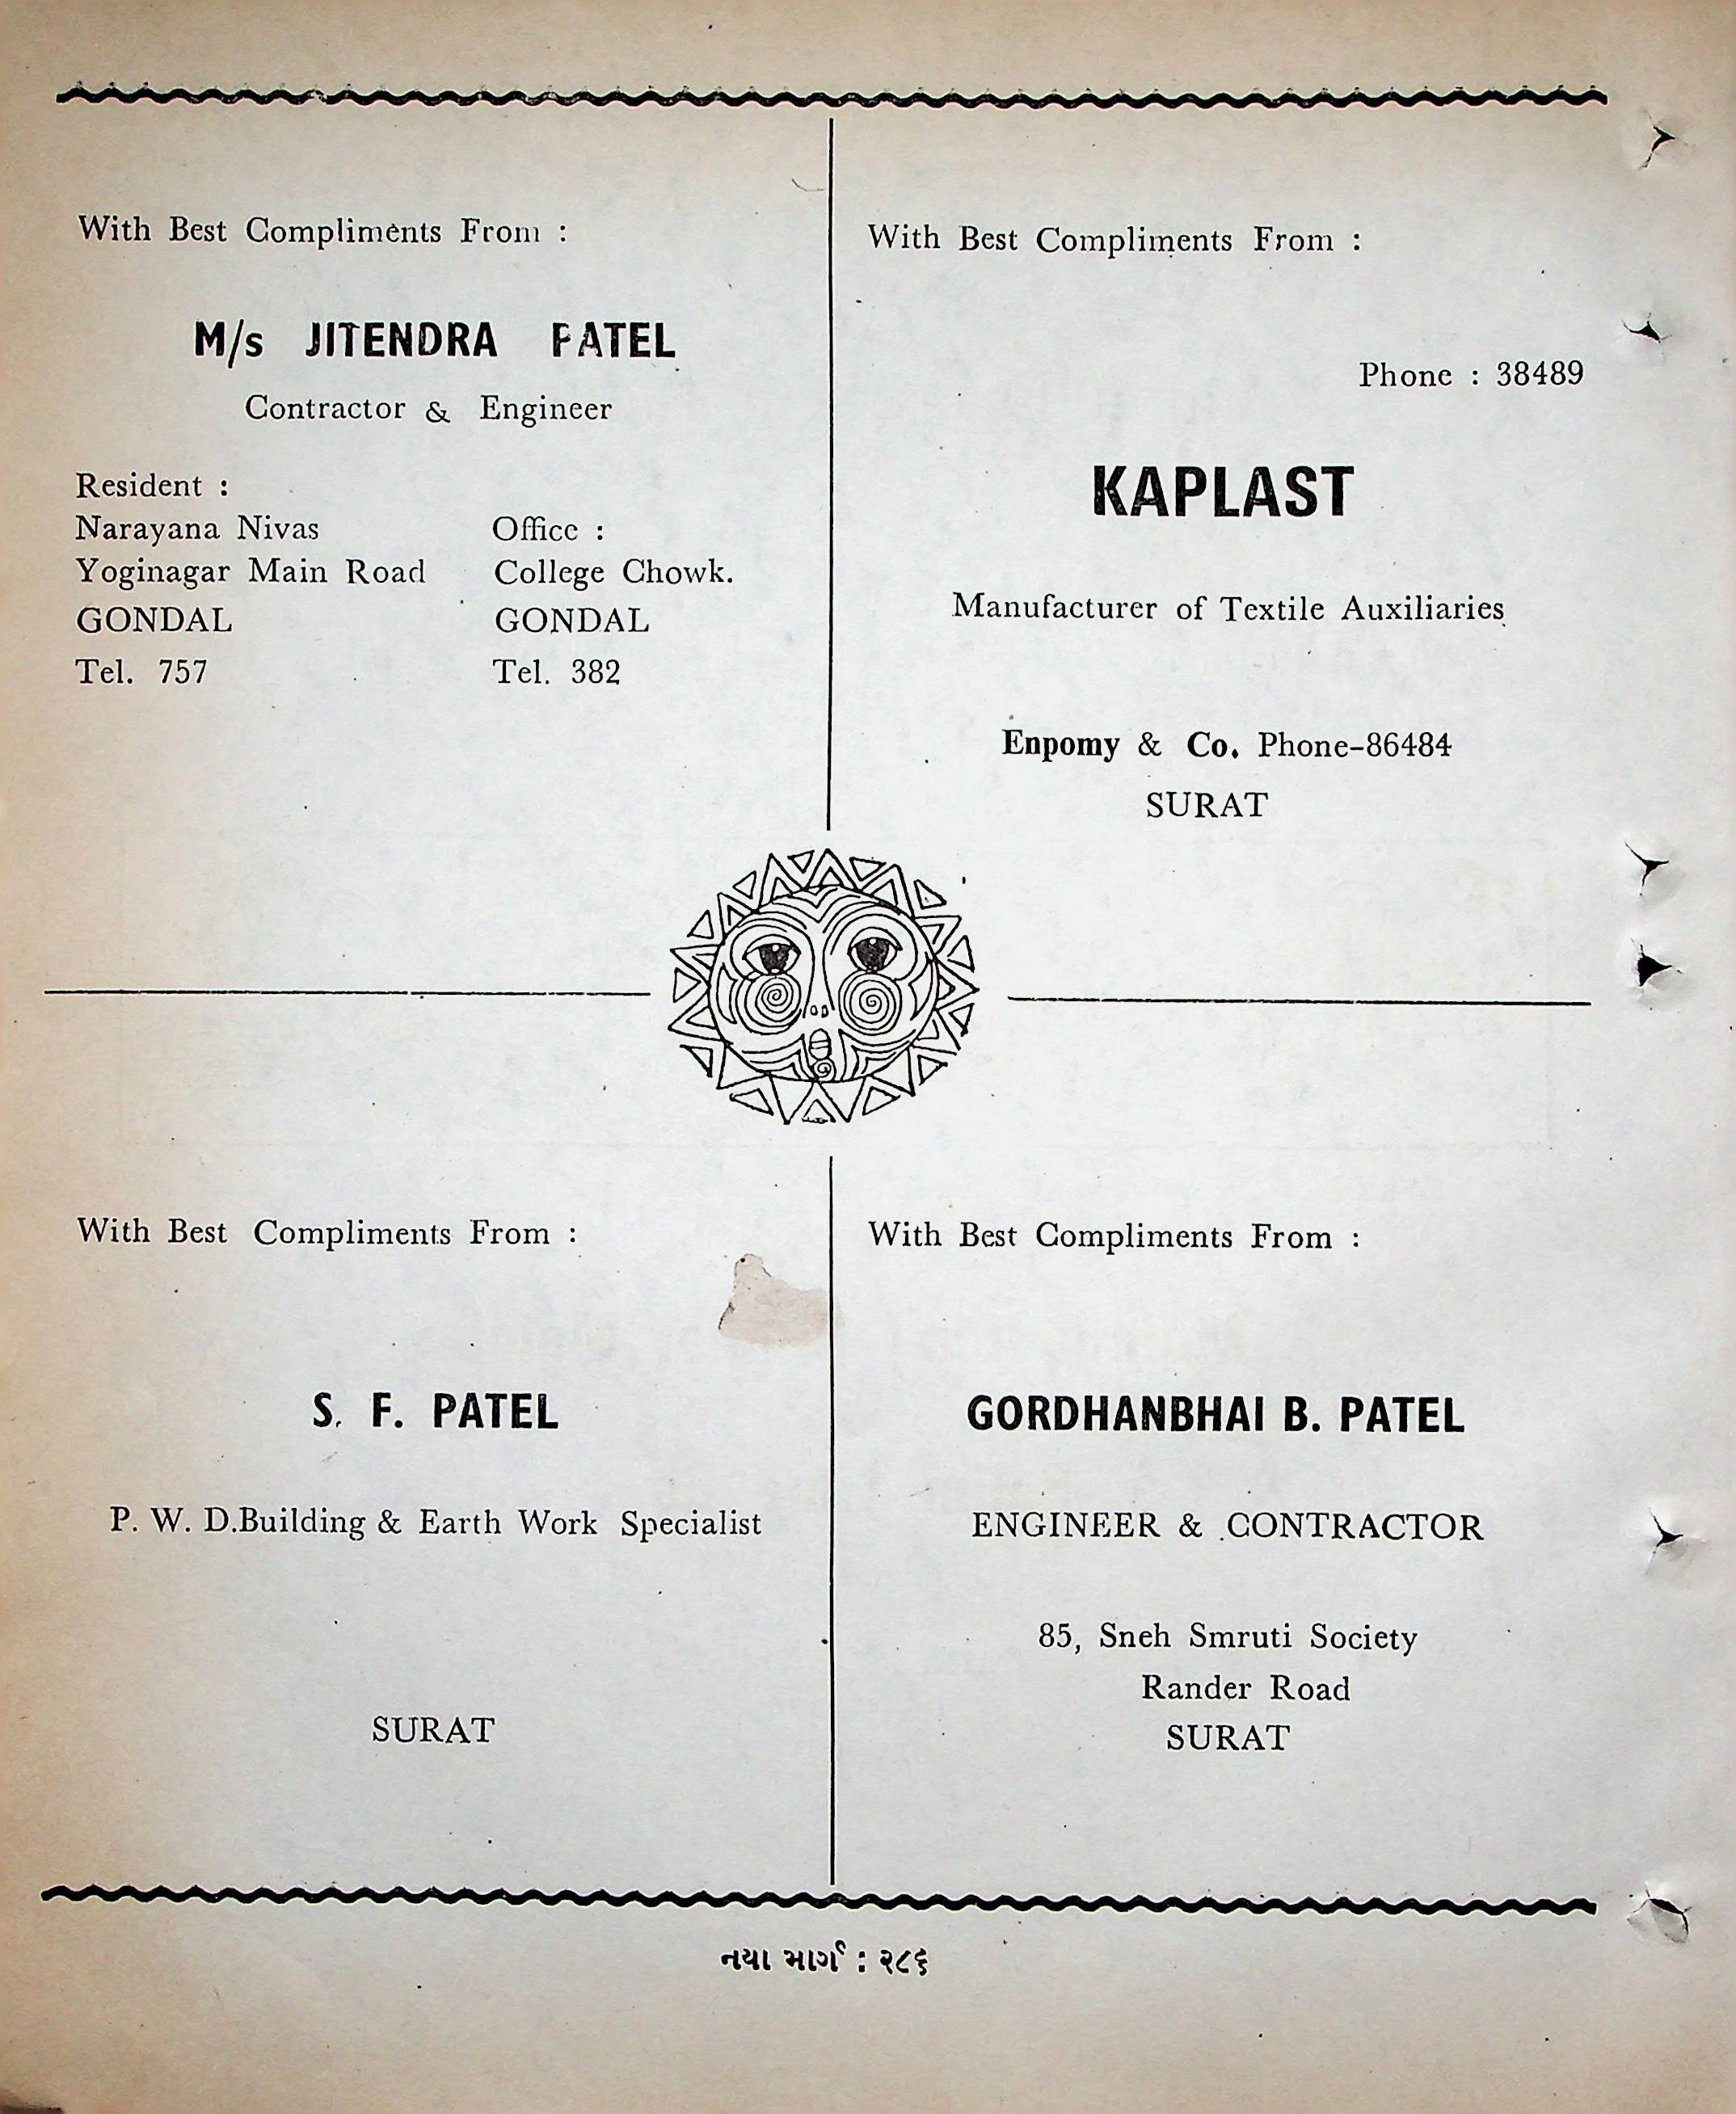 With Best Compliments From :
M/s JITENDRA PATEL
Contractor & Engineer
Resident :
Narayana Nivas
Yoginagar Main Road
GONDAL
Tel. 757
Office :
College Chowk.
GONDAL
Tel. 382
With Best Compliments From :
Phone : 38489
KAPLAST
Manufacturer of Textile Auxiliaries
Enpomy & Co. Phone-86484
SURAT
With Best Compliments From :
S. F. PATEL
P. W. D.Building & Earth Work Specialist
SURAT
With Best Compliments From :
GORDHANBHAI B. PATEL
ENGINEER & CONTRACTOR
85, Sneh Smruti Society
Rander Road
SURAT
નયા માર્ગ : ૨૮૬